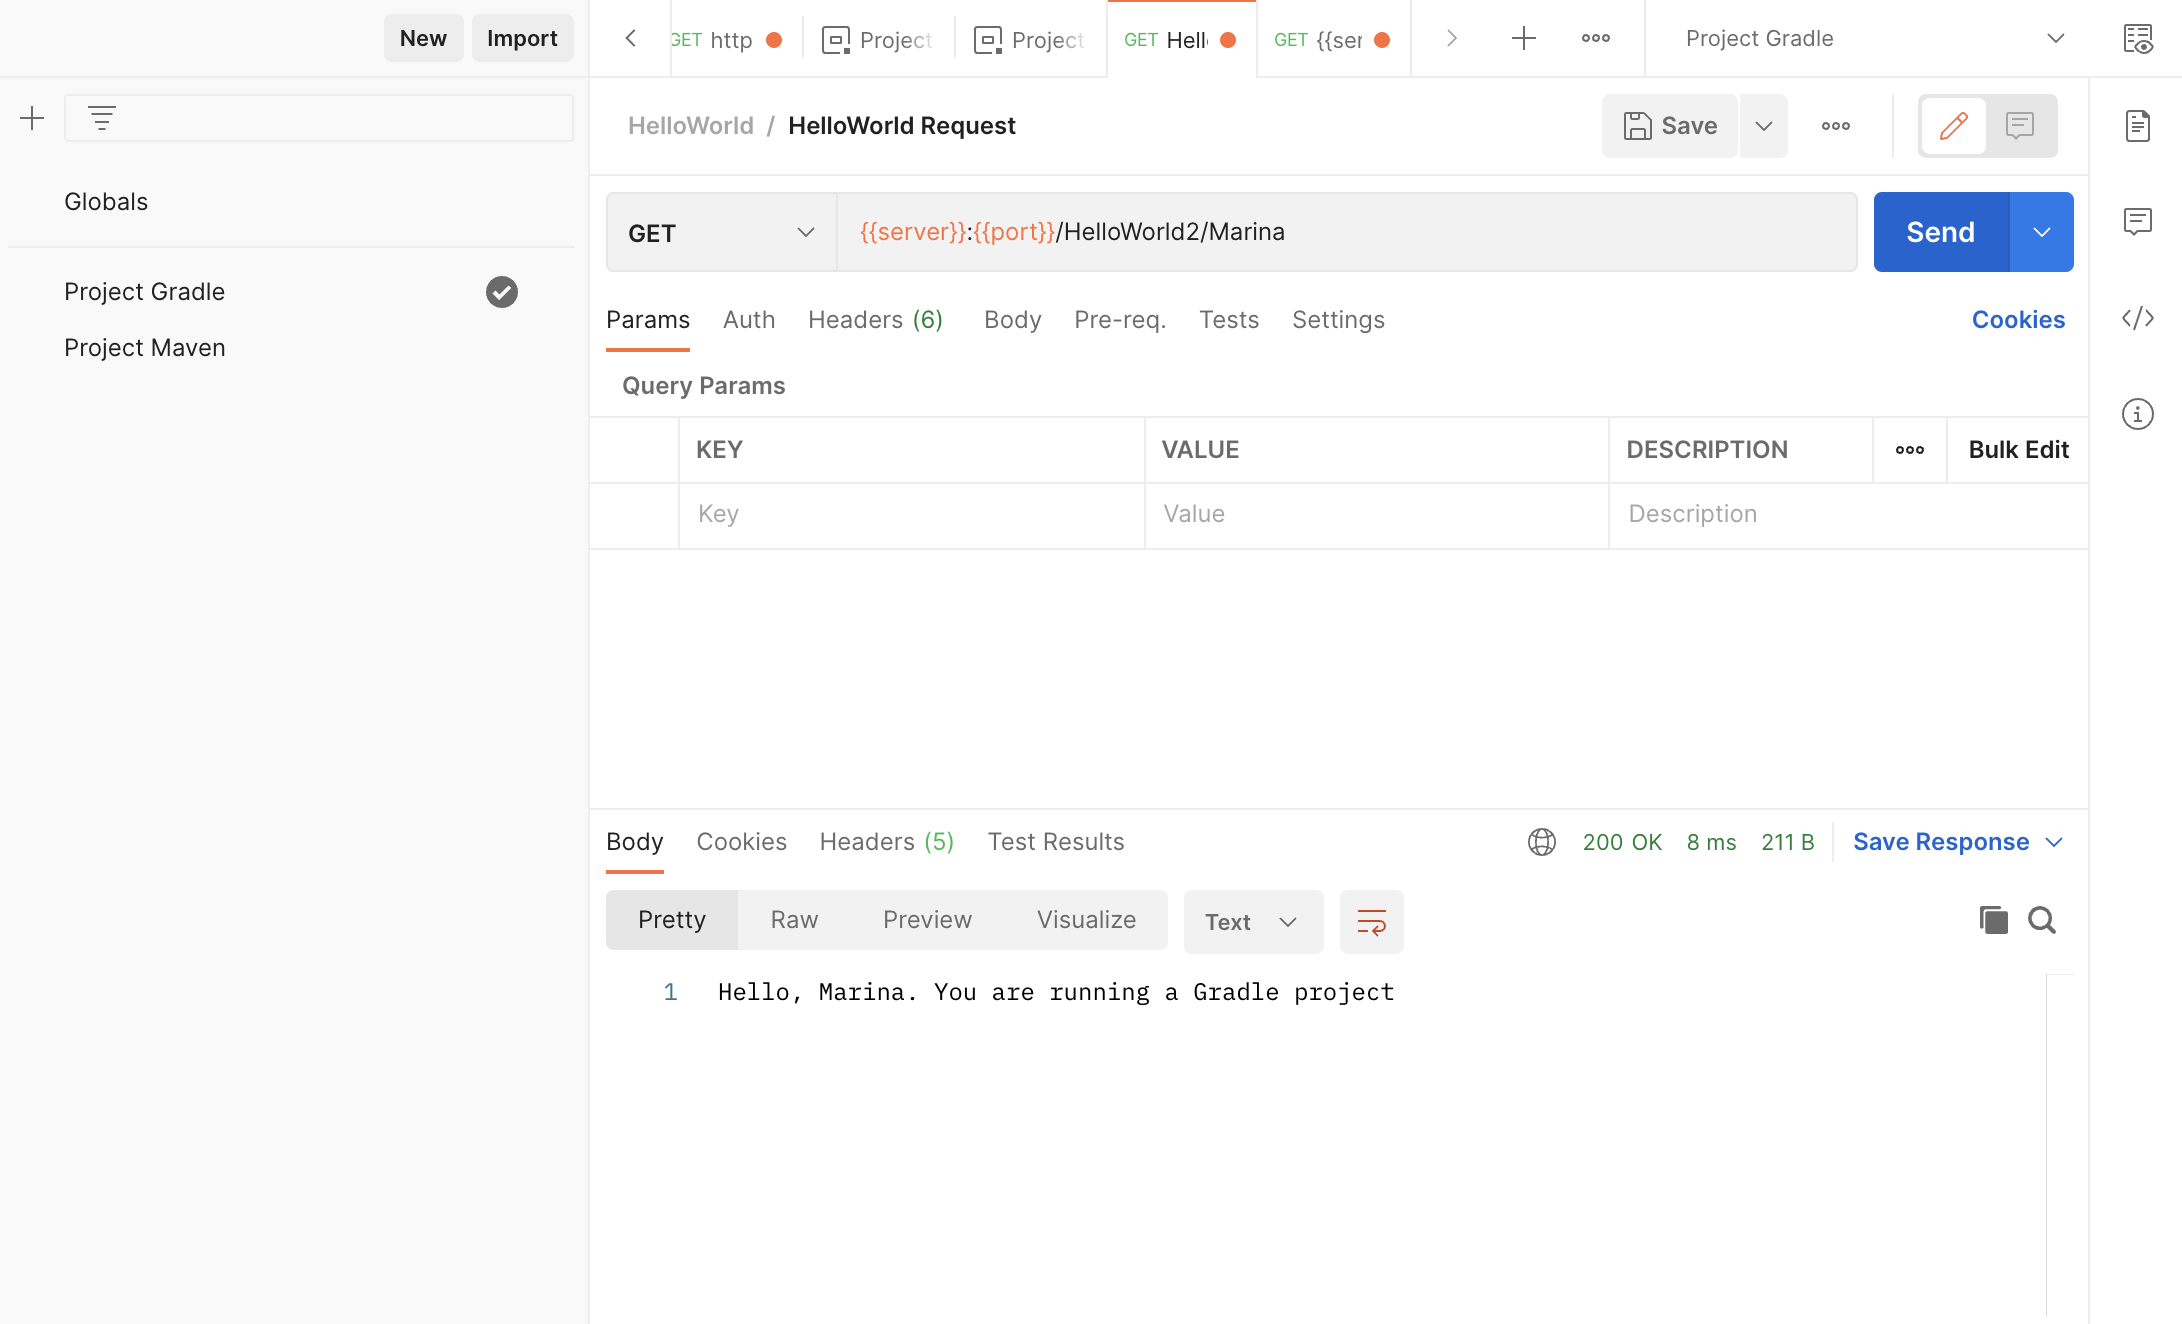 New Import
GET http Project Project GET Hell GET {{ser Project Gradle
HelloWorld / HelloWorld Request Save
Globals
GET {{server}}:{{port}}/HelloWorld2/Marina Send
Project Gradle
Project Maven
Params Auth Headers (6) Body Pre-req. Tests Settings Cookies
Query Params
KEY VALUE DESCRIPTION Bulk Edit
Key Value Description
Body Cookies Headers (5) Test Results 200 OK 8 ms 211 B Save Response
Pretty Raw Preview Visualize Text
1 Hello, Marina. You are running a Gradle project